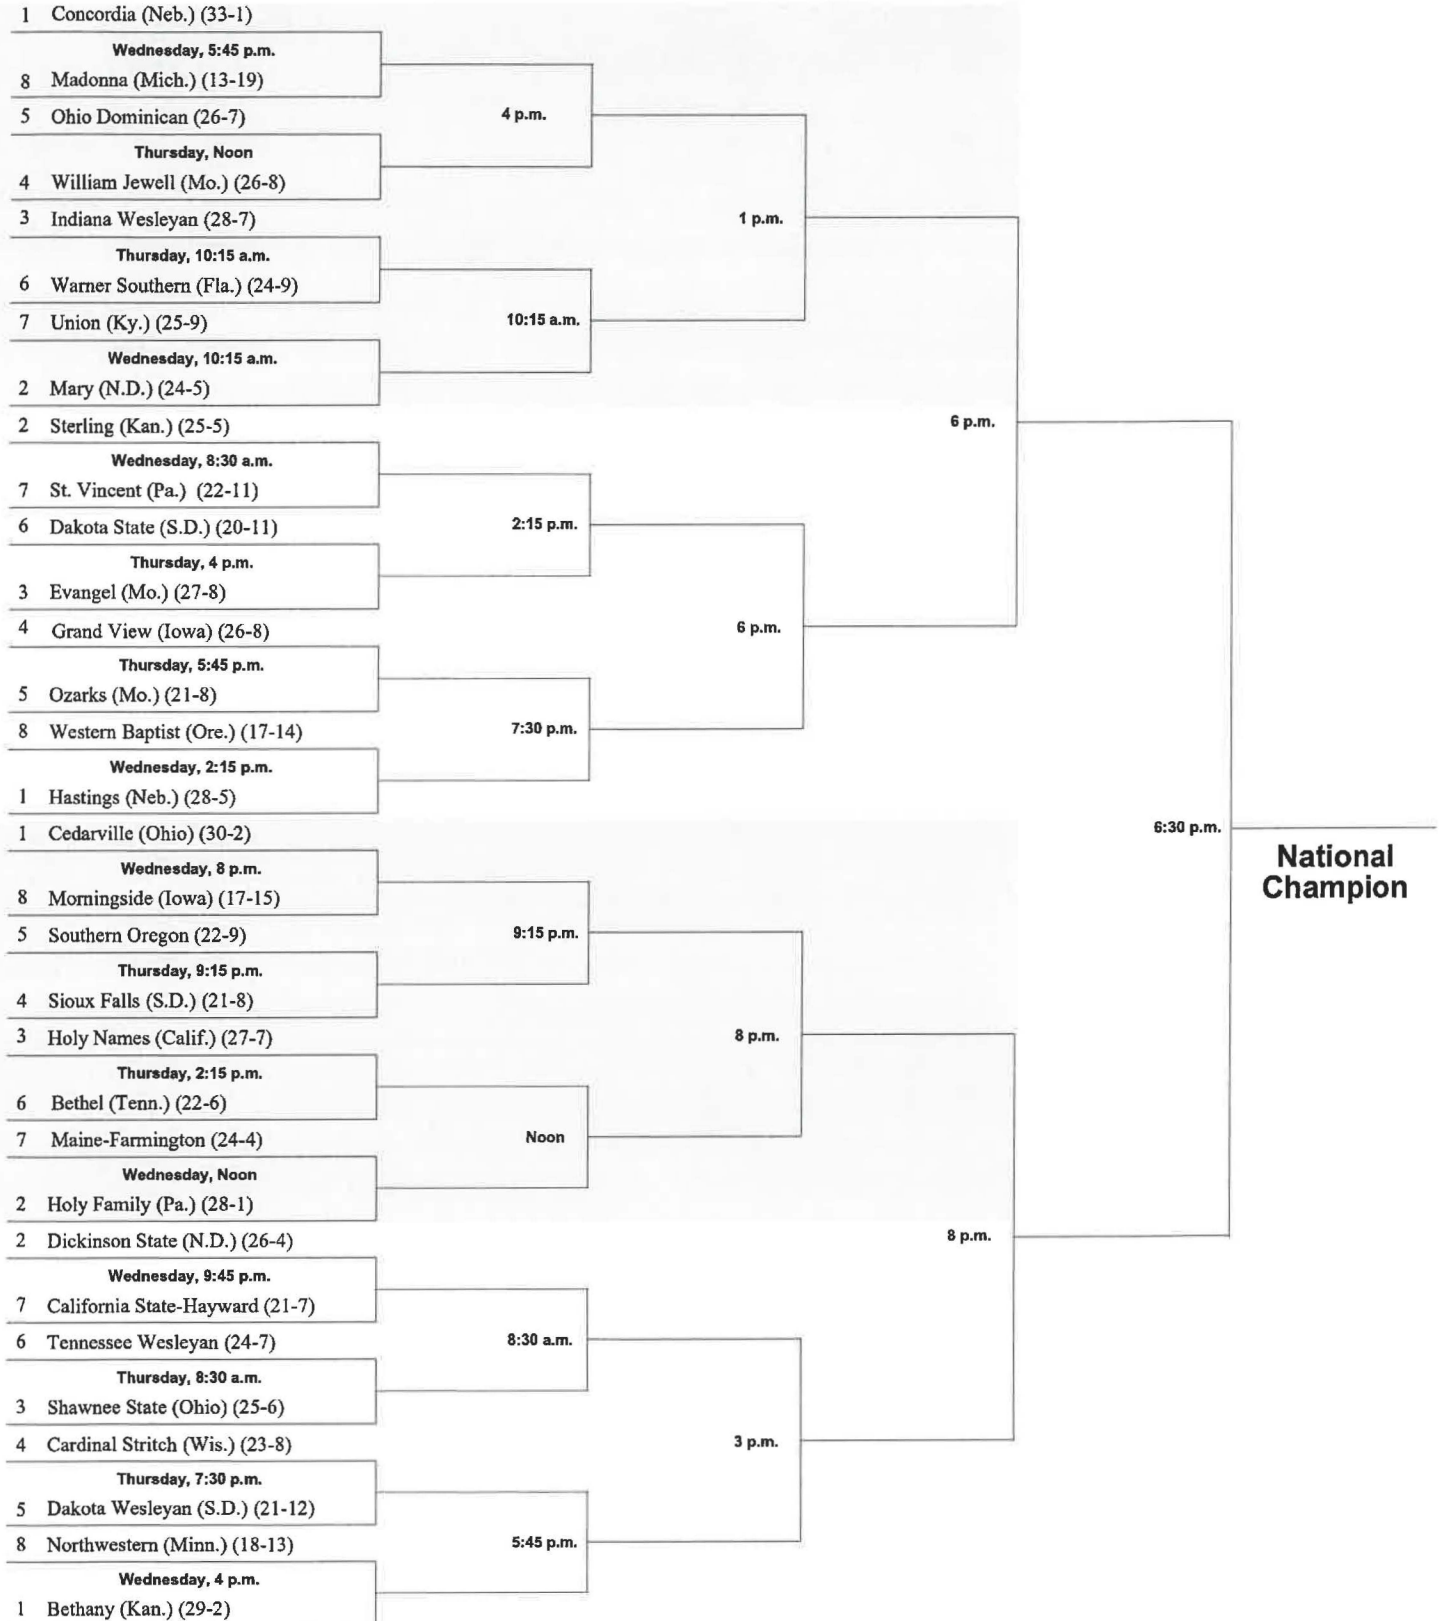 1 Concordia (Neb.) (33-1)
Wednesday, 5:45 p.m.
8 Madonna (Mich.) (13-19)
5 Ohio Dominican (26-7)
4 p.m.
Thursday, Noon
4 William Jewell (Mo.) (26-8)
3 Indiana Wesleyan (28-7)
1 p.m.
Thursday, 10:15 a.m.
6 Warner Southern (Fla.) (24-9)
7 Union (Ky.) (25-9)
10:15 a.m.
Wednesday, 10:15 a.m.
2 Mary (N.D.) (24-5)
2 Sterling (Kan.) (25-5)
6 p.m.
Wednesday, 8:30 a.m.
7 St. Vincent (Pa.) (22-11)
6 Dakota State (S.D.) (20-11)
2:15 p.m.
Thursday, 4 p.m.
3 Evangel (Mo.) (27-8)
4 Grand View (Iowa) (26-8)
6 p.m.
Thursday, 5:45 p.m.
5 Ozarks (Mo.) (21-8)
8 Western Baptist (Ore.) (17-14)
7:30 p.m.
Wednesday, 2:15 p.m.
1 Hastings (Neb.) (28-5)
1 Cedarville (Ohio) (30-2)
6:30 p.m.
National
Champion
Wednesday, 8 p.m.
8 Morningside (Iowa) (17-15)
5 Southern Oregon (22-9)
9:15 p.m.
Thursday, 9:15 p.m.
4 Sioux Falls (S.D.) (21-8)
3 Holy Names (Calif.) (27-7)
8 p.m.
Thursday, 2:15 p.m.
6 Bethel (Tenn.) (22-6)
7 Maine-Farmington (24-4)
Noon
Wednesday, Noon
2 Holy Family (Pa.) (28-1)
2 Dickinson State (N.D.) (26-4)
8 p.m.
Wednesday, 9:45 p.m.
7 California State-Hayward (21-7)
6 Tennessee Wesleyan (24-7)
8:30 a.m.
Thursday, 8:30 a.m.
3 Shawnee State (Ohio) (25-6)
4 Cardinal Stritch (Wis.) (23-8)
3 p.m.
Thursday, 7:30 p.m.
5 Dakota Wesleyan (S.D.) (21-12)
8 Northwestern (Minn.) (18-13)
5:45 p.m.
Wednesday, 4 p.m.
1 Bethany (Kan.) (29-2)